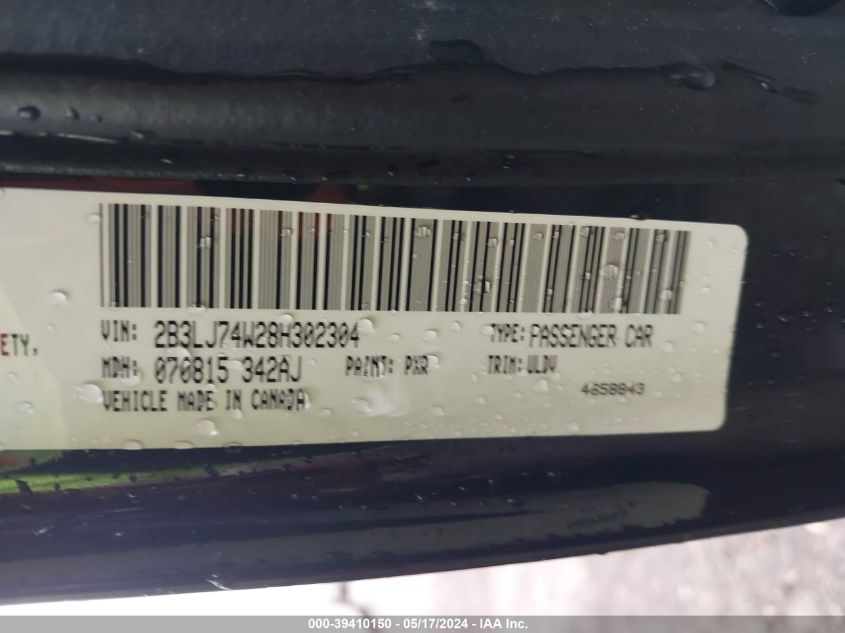 ETY,
VIN: 2B3LJ74W28H302304 TYPE: PASSENGER CAR
MDH: 070815 342AJ PAINT: PXR TRIM: ULDV
4658843
VEHICLE MADE IN CANADA
000-39410150 - 05/17/2024 - IAA Inc.